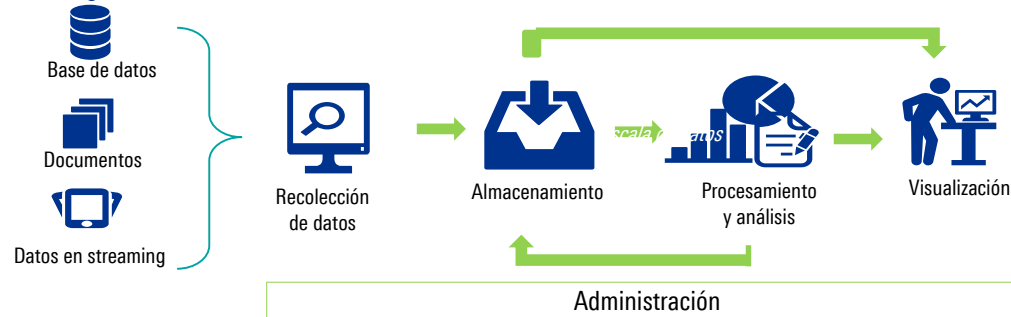 Base de datos
Documentos
Datos en streaming
Recolección
de datos
Almacenamiento
Procesamiento
y análisis
Visualización
Administración